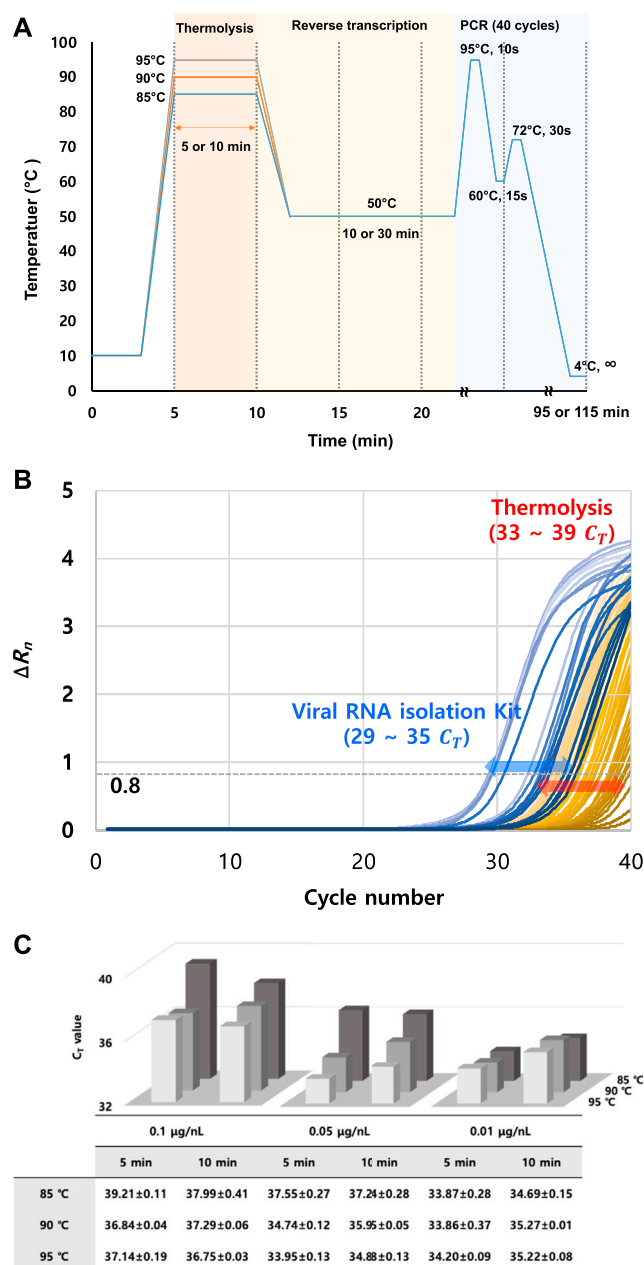 A
Thermolysis
Reverse transcription
PCR (40 cycles)
100
90
80
70
60
50
40
30
20
10
0
95°C
90°C
85°C
5 or 10 min
50°C
10 or 30 min
95°C, 10s
60°C, 15s
72°C, 30s
4°C, ∞
Temperatuer (°C )
0
5
10
15
20
95 or 115 min
Time (min)
B
5
4
3
2
1
0
ΔRn
Thermolysis
(33 ~ 39 CT)
Viral RNA isolation Kit
(29 ~ 35 CT)
0.8
0
10
20
30
40
Cycle number
C
40
36
32
CT value
85 ℃
90 ℃
95 ℃
0.1 μg/nL 0.05 μg/nL 0.01 μg/nL
5 min 10 min 5 min 10 min 5 min 10 min
85 ℃ 39.21±0.11 37.99±0.41 37.55±0.27 37.24±0.28 33.87±0.28 34.69±0.15
90 ℃ 36.84±0.04 37.29±0.06 34.74±0.12 35.95±0.05 33.86±0.37 35.27±0.01
95 ℃ 37.14±0.19 36.75±0.03 33.95±0.13 34.88±0.13 34.20±0.09 35.22±0.08